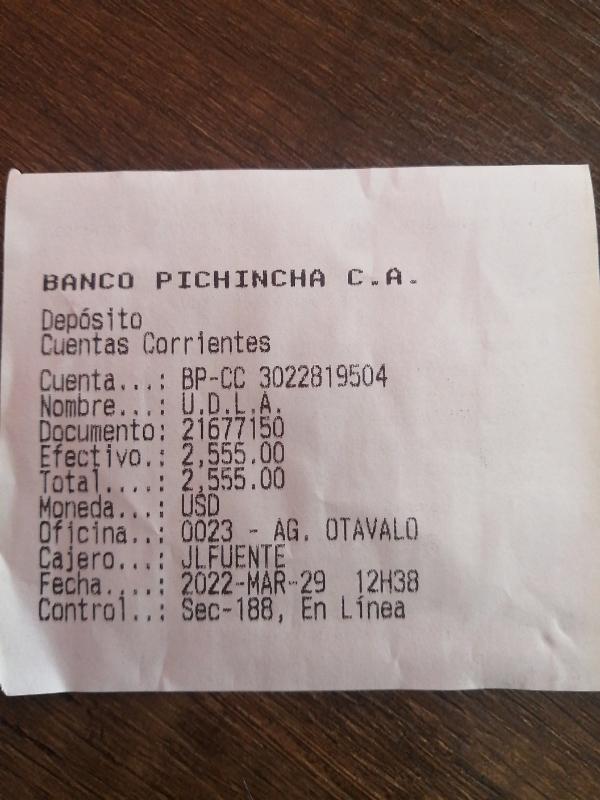 BANCO PICHINCHA C.A.
Depósito
Cuentas Corrientes
Cuenta...: BP-CC 3022819504
Nombre...: U.D.L.A.
Documento: 21677150
Efectivo.: 2,555.00
Total....: 2,555.00
Moneda...: USD
Oficina..: 0023 - AG. OTAVALO
Cajero...: JLFUENTE
Fecha....: 2022-MAR-29 12H38
Control..: Sec-188, En Línea